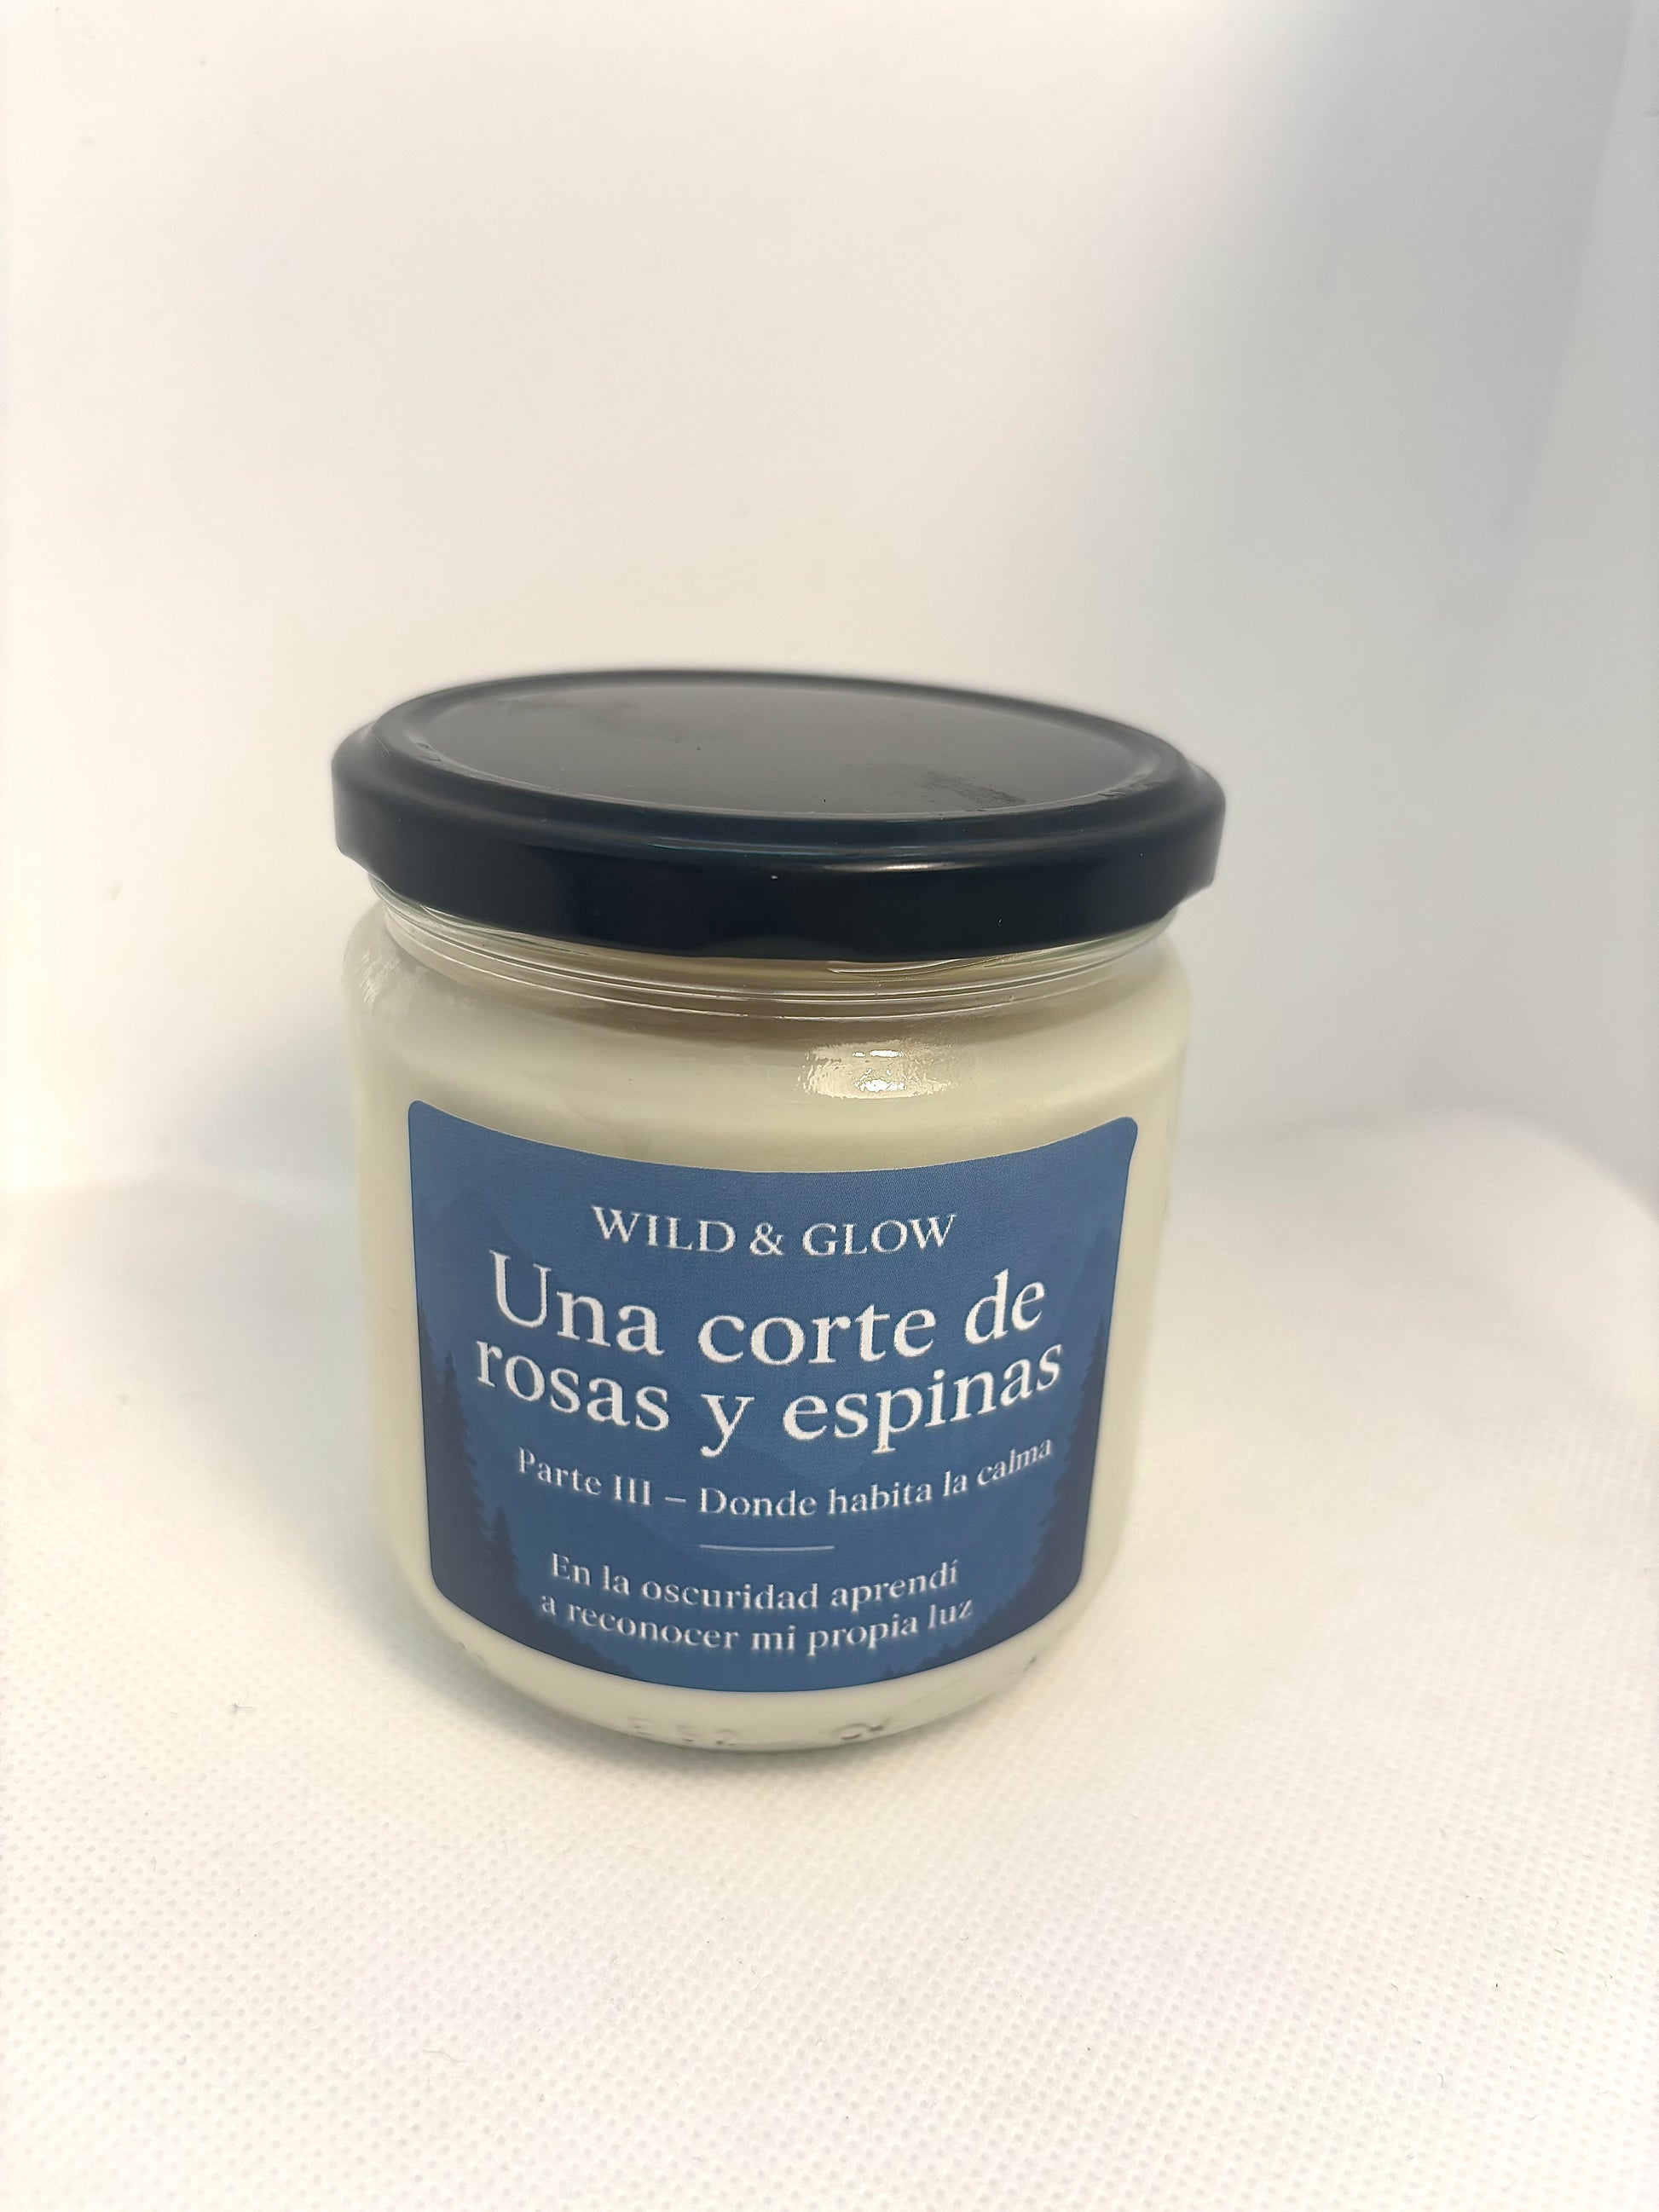 WILD & GLOW
Una corte de
rosas y espinas
Parte III – Donde habita la calma
En la oscuridad aprendí
a reconocer mi propia luz